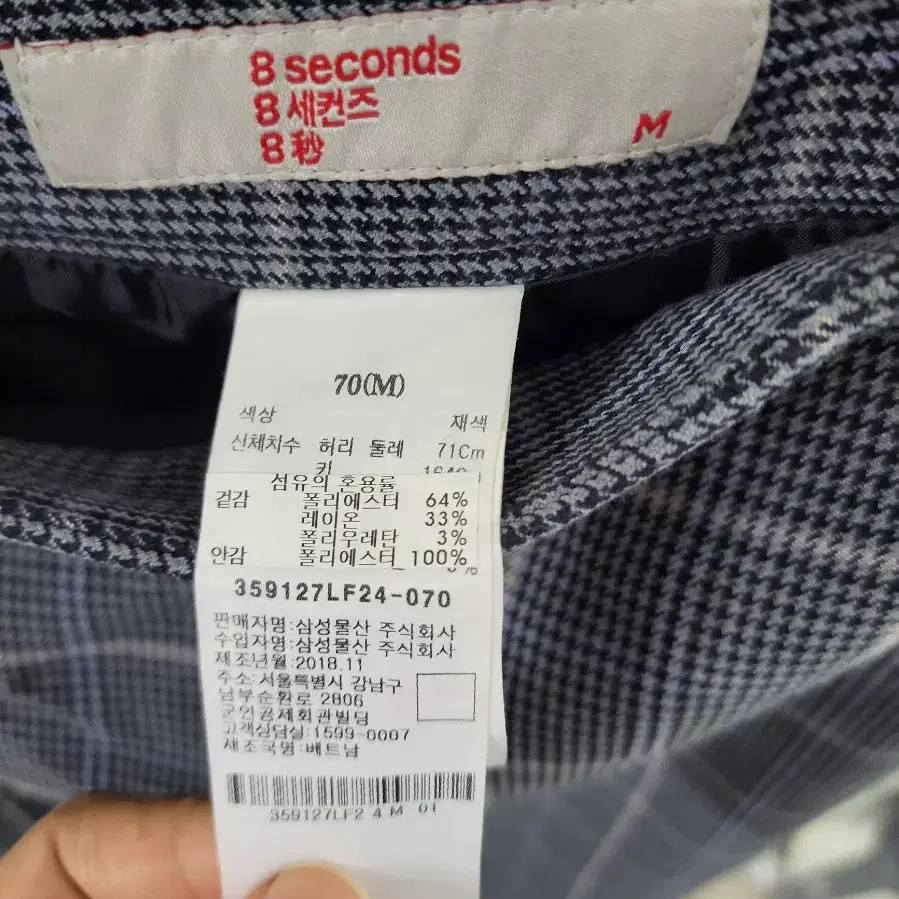 8 seconds
8 세컨즈
8 秒
M
70(M)
색상 재색
신체치수 허리 둘레 71Cm
키
섬유의 혼용률
겉감 폴리에스터 64%
레이온 33%
폴리우레탄 3%
안감 폴리에스터 100%
359127LF24-070
판매자명:삼성물산 주식회사
수입자명:삼성물산 주식회사
제조년월:2018.11
주소:서울특별시 강남구
남부순환로 2806
군인공제회관빌딩
고객상담실:1599-0007
제조국명:베트남
359127LF2 4 M 01